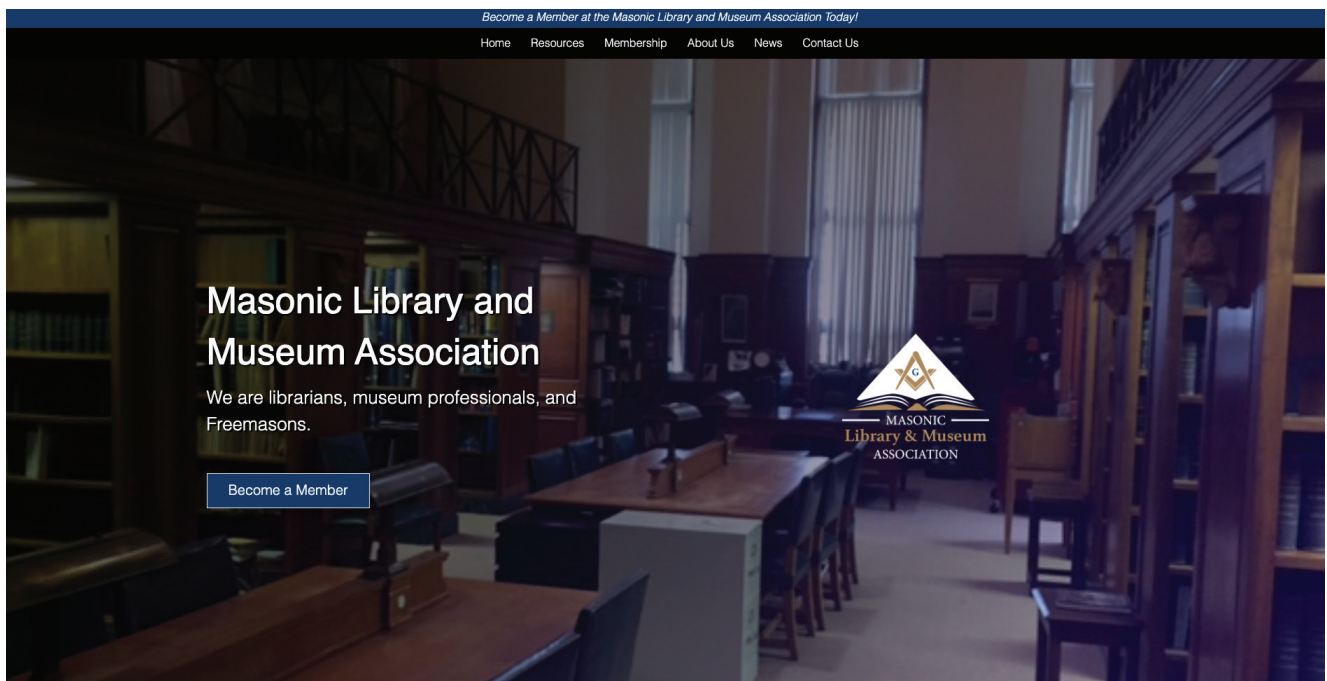 Become a Member at the Masonic Library and Museum Association Today!
Home Resources Membership About Us News Contact Us
Masonic Library and
Museum Association
We are librarians, museum professionals, and
Freemasons.
Become a Member
G
MASONIC
Library & Museum
ASSOCIATION